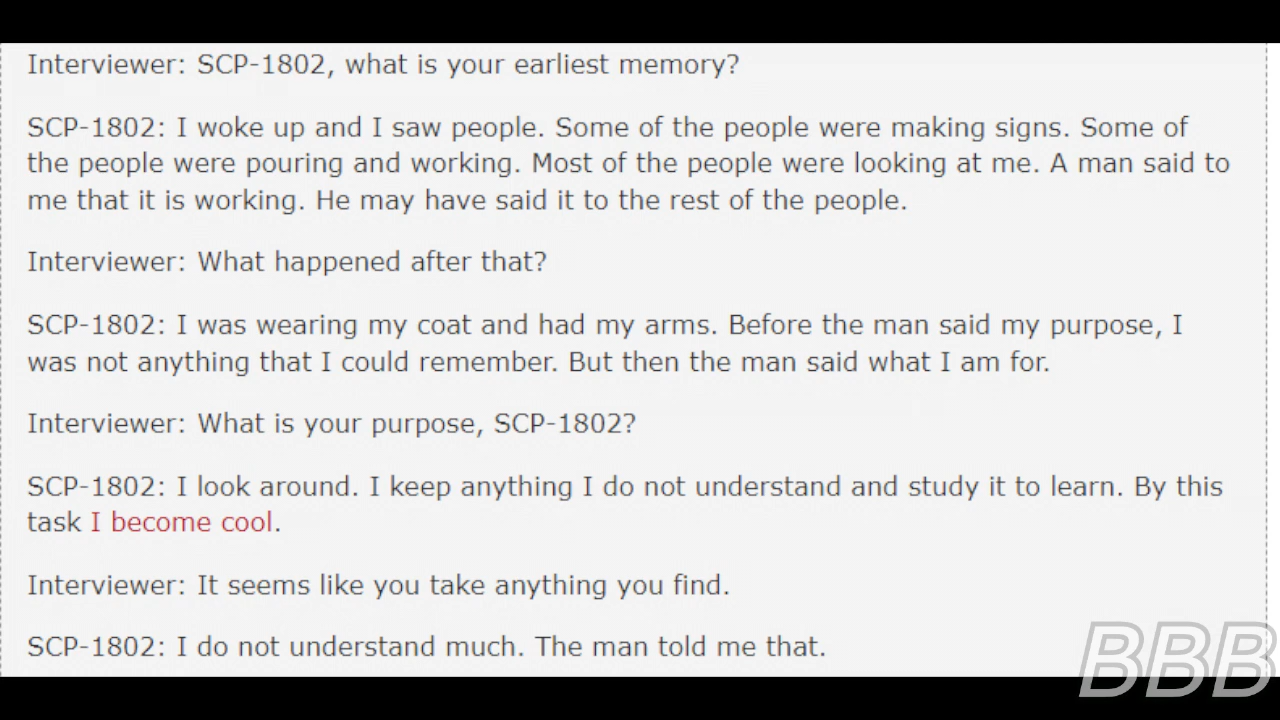 Interviewer: SCP-1802, what is your earliest memory?
SCP-1802: I woke up and I saw people. Some of the people were making signs. Some of
the people were pouring and working. Most of the people were looking at me. A man said to
me that it is working. He may have said it to the rest of the people.
Interviewer: What happened after that?
SCP-1802: I was wearing my coat and had my arms. Before the man said my purpose, I
was not anything that I could remember. But then the man said what I am for.
Interviewer: What is your purpose, SCP-1802?
SCP-1802: I look around. I keep anything I do not understand and study it to learn. By this
task I become cool.
Interviewer: It seems like you take anything you find.
SCP-1802: I do not understand much. The man told me that.
BBB